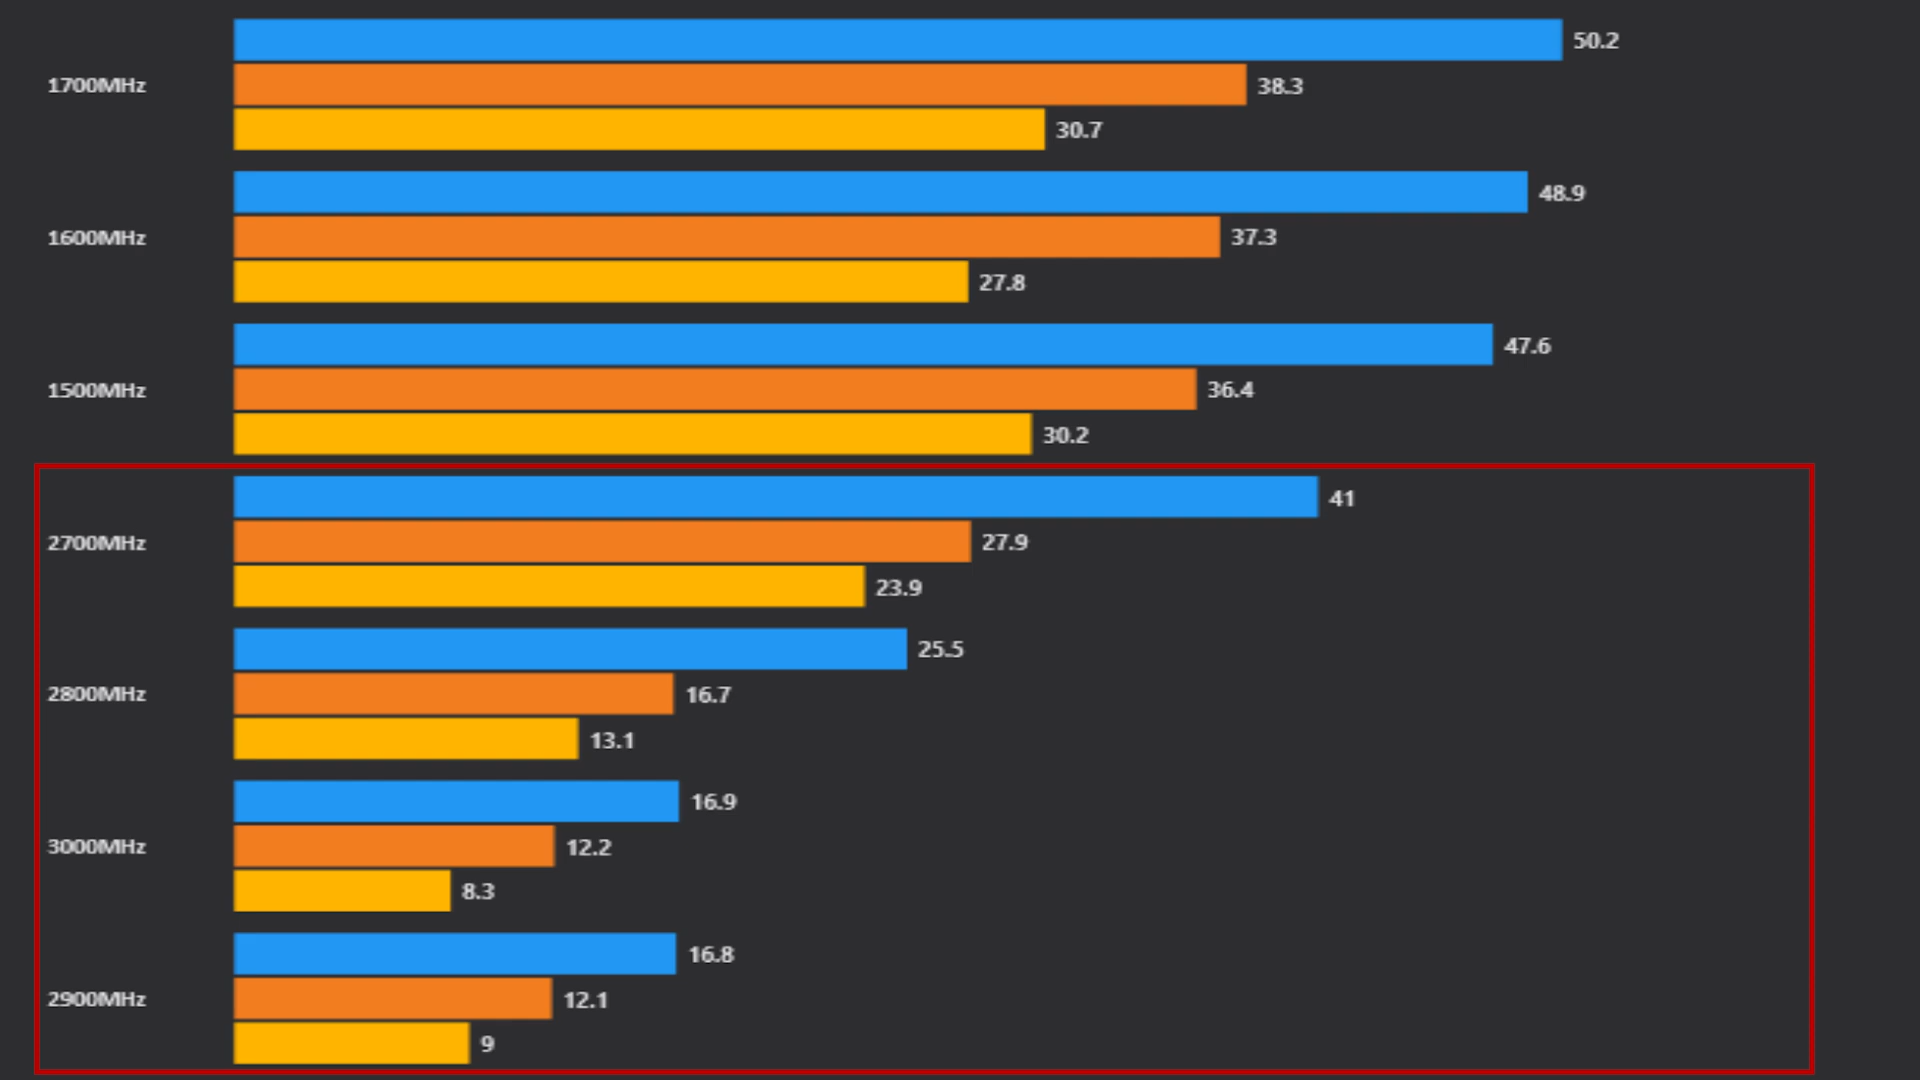 50.2
1700MHz 38.3
30.7
48.9
1600MHz 37.3
27.8
47.6
1500MHz 36.4
30.2
41
2700MHz 27.9
23.9
25.5
2800MHz 16.7
13.1
16.9
3000MHz 12.2
8.3
16.8
2900MHz 12.1
9